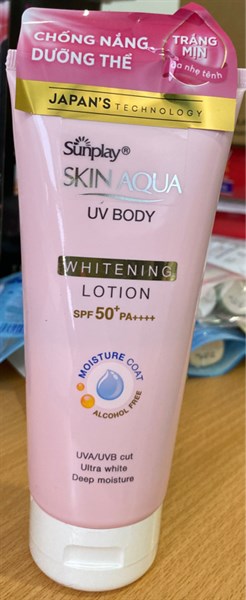 CHỐNG NẮNG
DƯỠNG THỂ
TRẮNG
MỊN
JAPAN'S TECHNOLOGY
Sunplay®
SKIN AQUA
UV BODY
WHITENING
LOTION
SPF 50+ PA++++
MOISTURE COAT
ALCOHOL FREE
UVA/UVB cut
Ultra white
Deep moisture